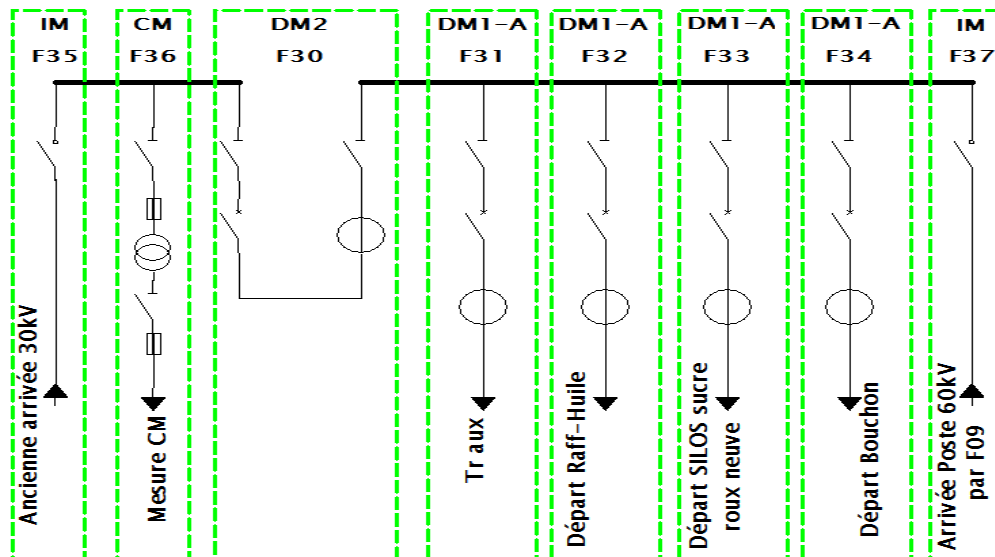 IM
F35
CM
F36
DM2
F30
DM1-A
F31
DM1-A
F32
DM1-A
F33
DM1-A
F34
IM
F37
Ancienne arrivée 30kV
Mesure CM
Tr aux
Départ Raff-Huile
Départ SILOS sucre
roux neuve
Départ Bouchon
Arrivée Poste 60kV
par F09